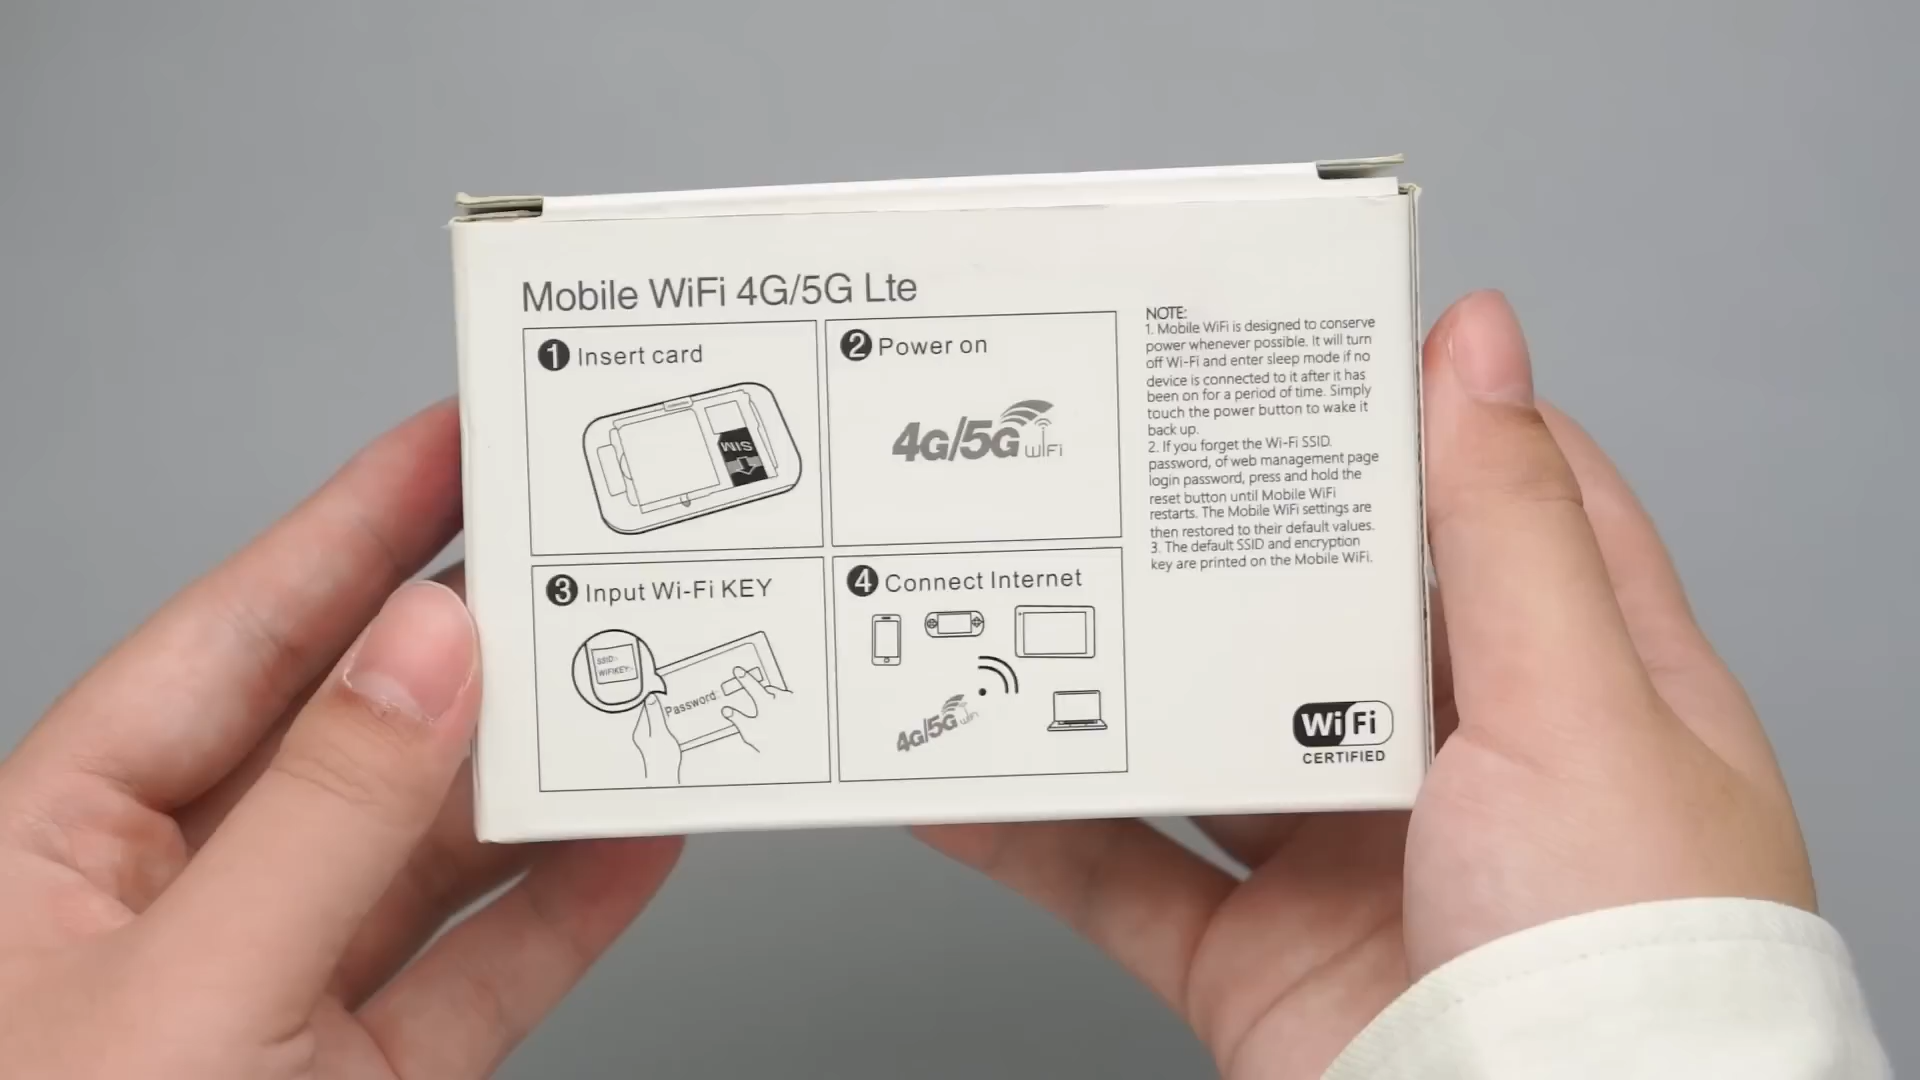 Mobile WiFi 4G/5G Lte
1 Insert card
SIM
2 Power on
4G/5G WiFi
3 Input Wi-Fi KEY
SSID:-
WIFIKEY:-
Password:
4 Connect Internet
4G/5G WiFi
NOTE:
1. Mobile WiFi is designed to conserve
power whenever possible. It will turn
off Wi-Fi and enter sleep mode if no
device is connected to it after it has
been on for a period of time. Simply
touch the power button to wake it
back up.
2. If you forget the Wi-Fi SSID.
password, of web management page
login password, press and hold the
reset button until Mobile WiFi
restarts. The Mobile WiFi settings are
then restored to their default values.
3. The default SSID and encryption
key are printed on the Mobile WiFi.
Wi Fi
CERTIFIED